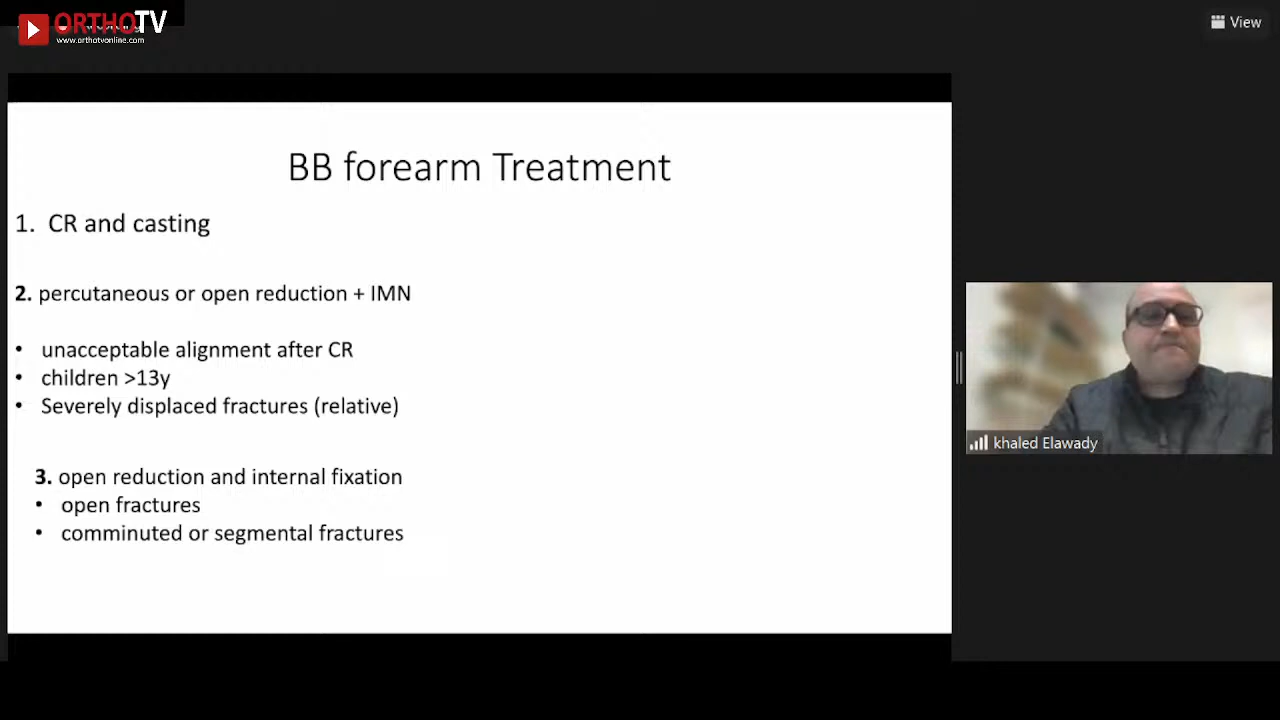 ORTHOTV
www.orthotvonline.com
View
BB forearm Treatment
1. CR and casting
2. percutaneous or open reduction + IMN
• unacceptable alignment after CR
• children >13y
• Severely displaced fractures (relative)
3. open reduction and internal fixation
• open fractures
• comminuted or segmental fractures
khaled Elawady